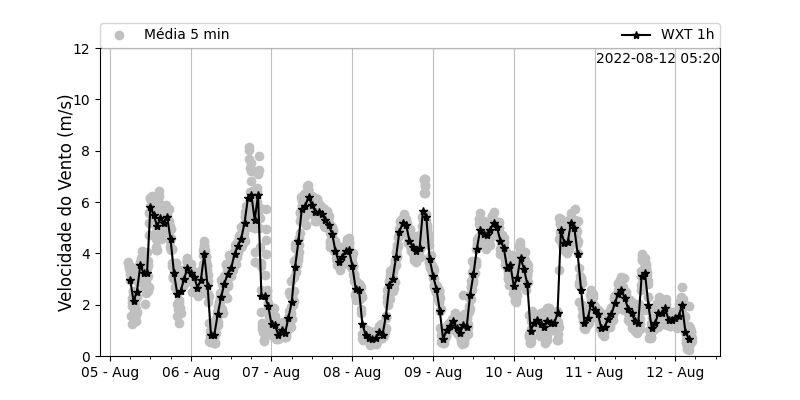 Média 5 min
WXT 1h
2022-08-12 05:20
Velocidade do Vento (m/s)
12
10
8
6
4
2
0
05 - Aug
06 - Aug
07 - Aug
08 - Aug
09 - Aug
10 - Aug
11 - Aug
12 - Aug